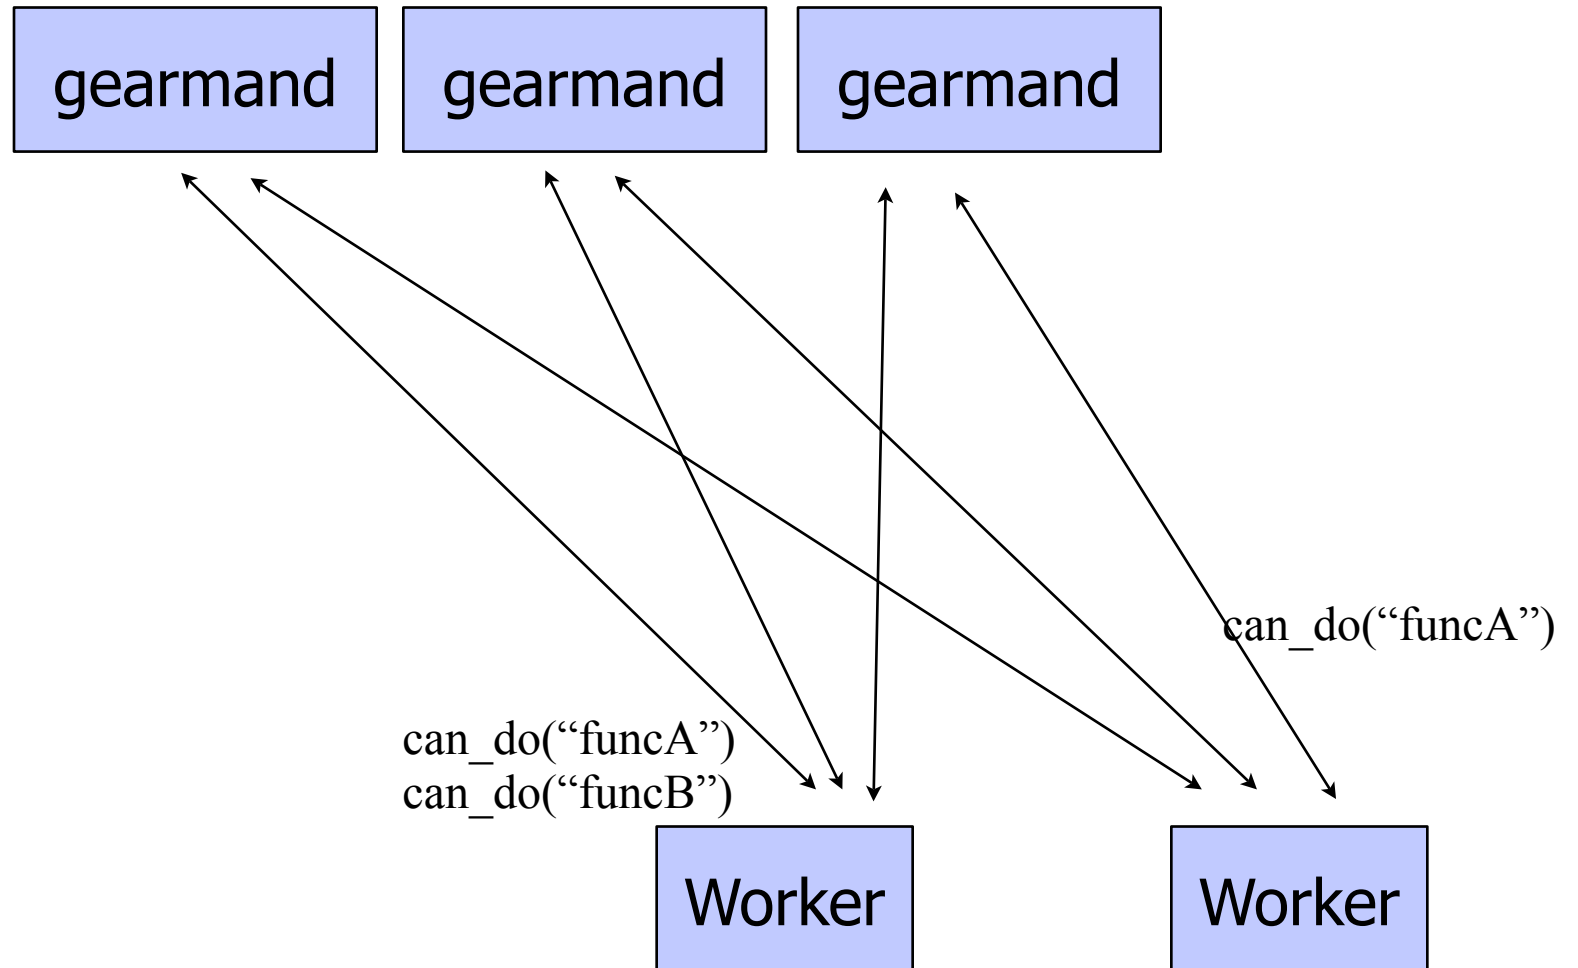 gearmand
gearmand
gearmand
can_do(“funcA”)
can_do(“funcA”)
can_do(“funcB”)
Worker
Worker